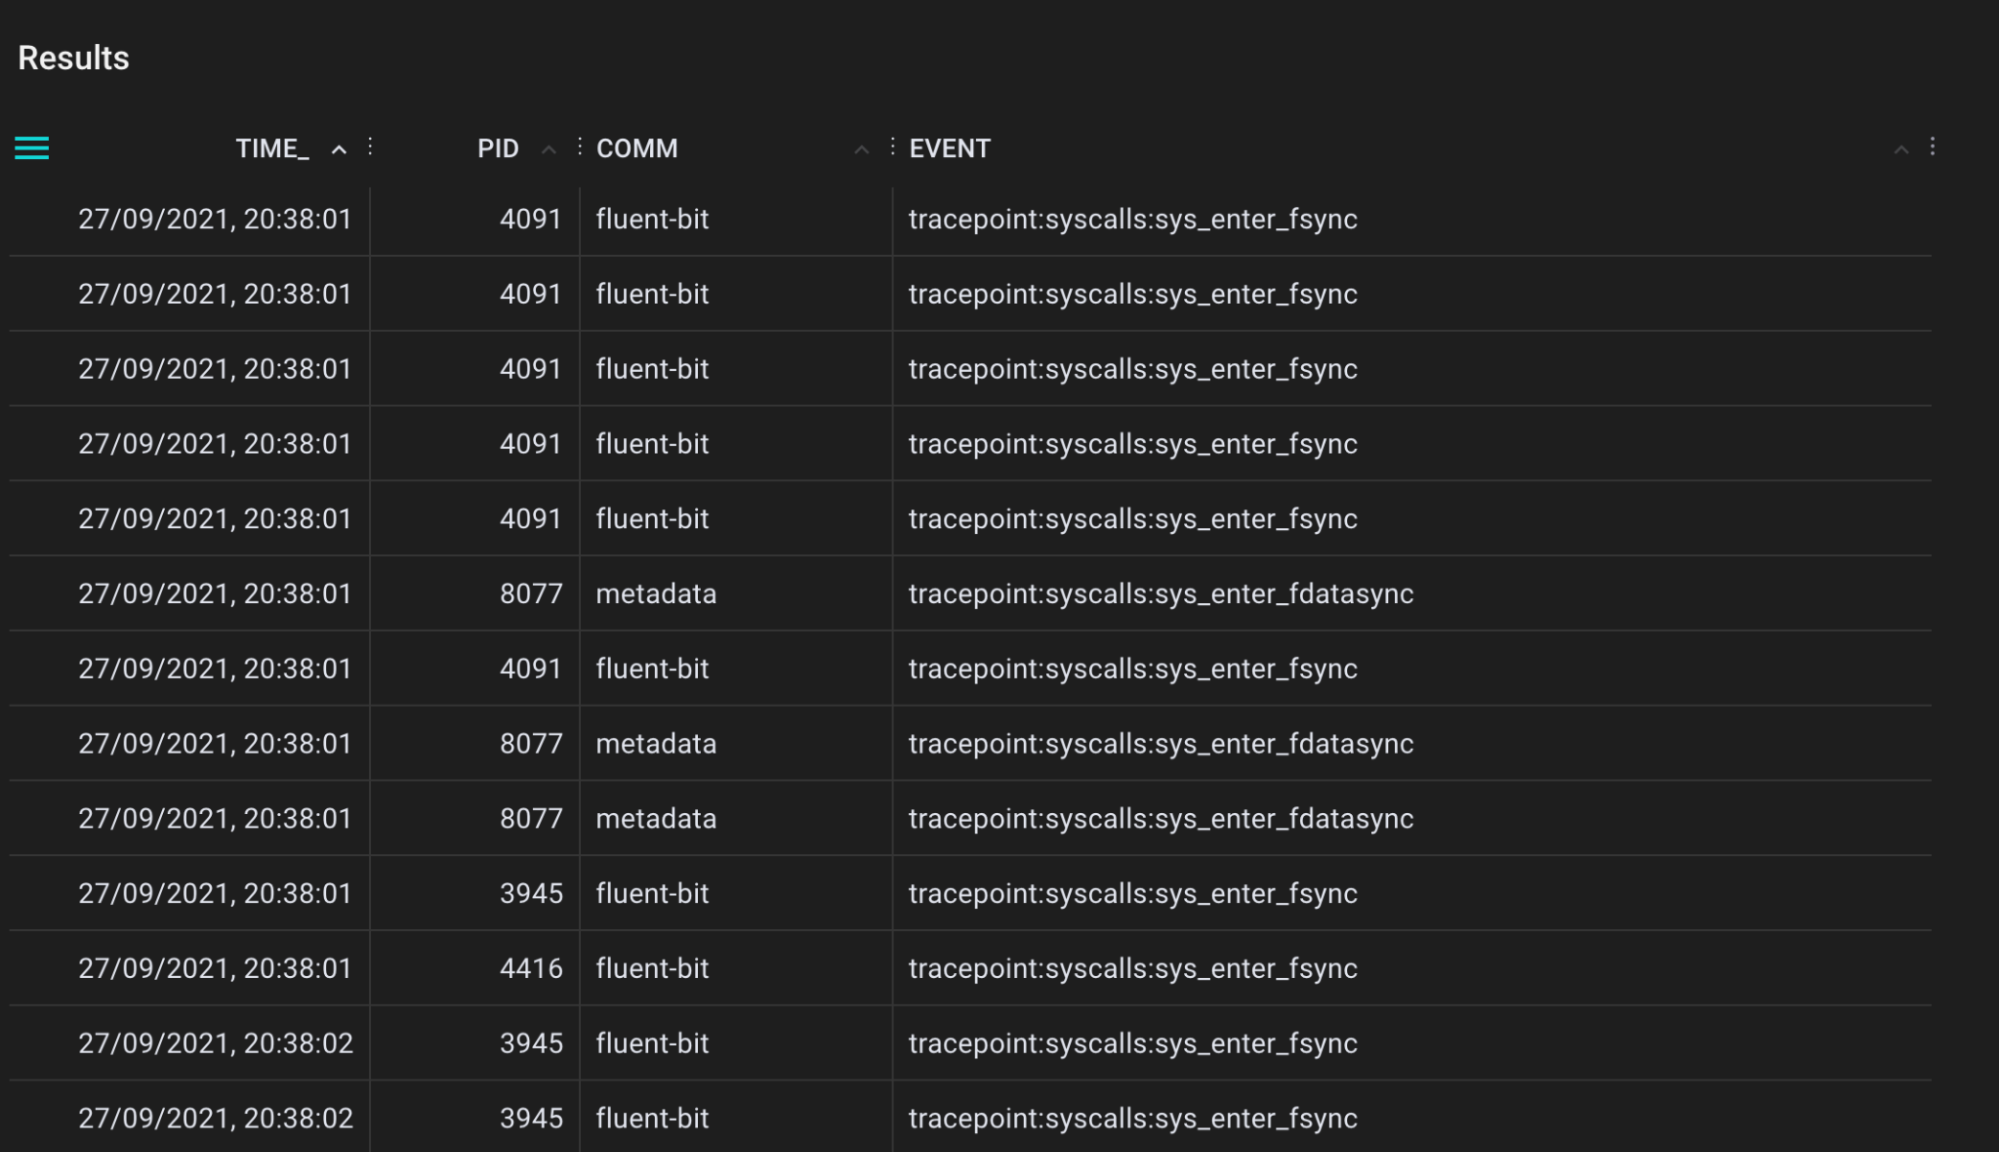 Results
TIME_ PID COMM EVENT
27/09/2021, 20:38:01 4091 fluent-bit tracepoint:syscalls:sys_enter_fsync
27/09/2021, 20:38:01 4091 fluent-bit tracepoint:syscalls:sys_enter_fsync
27/09/2021, 20:38:01 4091 fluent-bit tracepoint:syscalls:sys_enter_fsync
27/09/2021, 20:38:01 4091 fluent-bit tracepoint:syscalls:sys_enter_fsync
27/09/2021, 20:38:01 4091 fluent-bit tracepoint:syscalls:sys_enter_fsync
27/09/2021, 20:38:01 8077 metadata tracepoint:syscalls:sys_enter_fdatasync
27/09/2021, 20:38:01 4091 fluent-bit tracepoint:syscalls:sys_enter_fsync
27/09/2021, 20:38:01 8077 metadata tracepoint:syscalls:sys_enter_fdatasync
27/09/2021, 20:38:01 8077 metadata tracepoint:syscalls:sys_enter_fdatasync
27/09/2021, 20:38:01 3945 fluent-bit tracepoint:syscalls:sys_enter_fsync
27/09/2021, 20:38:01 4416 fluent-bit tracepoint:syscalls:sys_enter_fsync
27/09/2021, 20:38:02 3945 fluent-bit tracepoint:syscalls:sys_enter_fsync
27/09/2021, 20:38:02 3945 fluent-bit tracepoint:syscalls:sys_enter_fsync